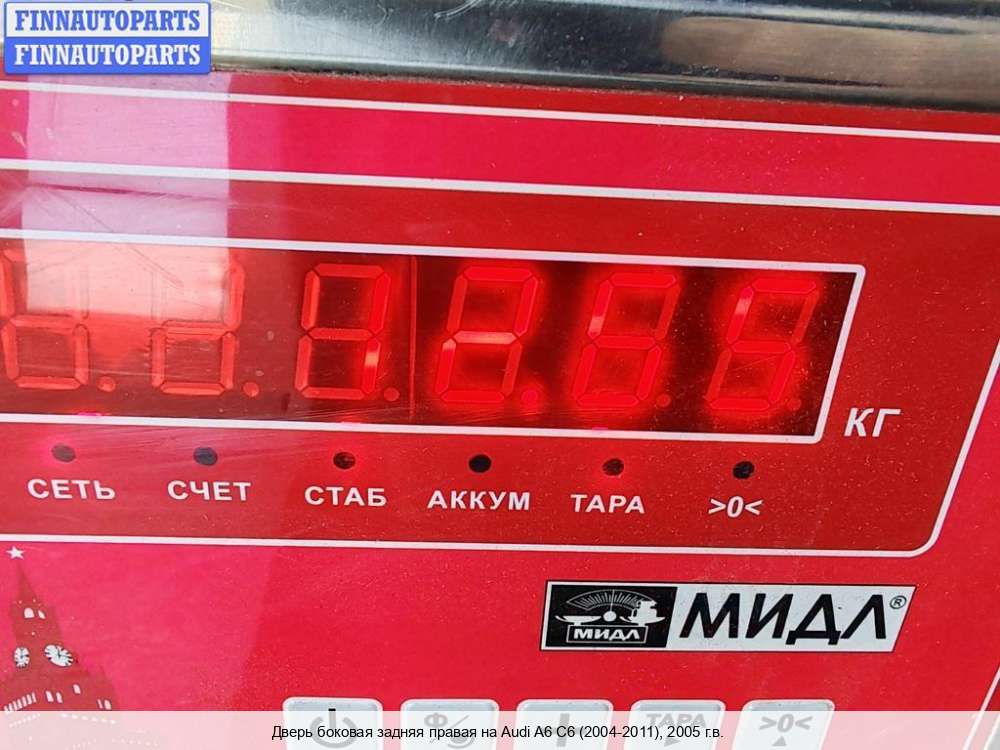 FINNAUTOPARTS
FINNAUTOPARTS
КГ
СЕТЬ СЧЕТ СТАБ АККУМ ТАРА >0<
МИДЛ МИДЛ®
ТАРА >0<
Дверь боковая задняя правая на Audi A6 C6 (2004-2011), 2005 г.в.